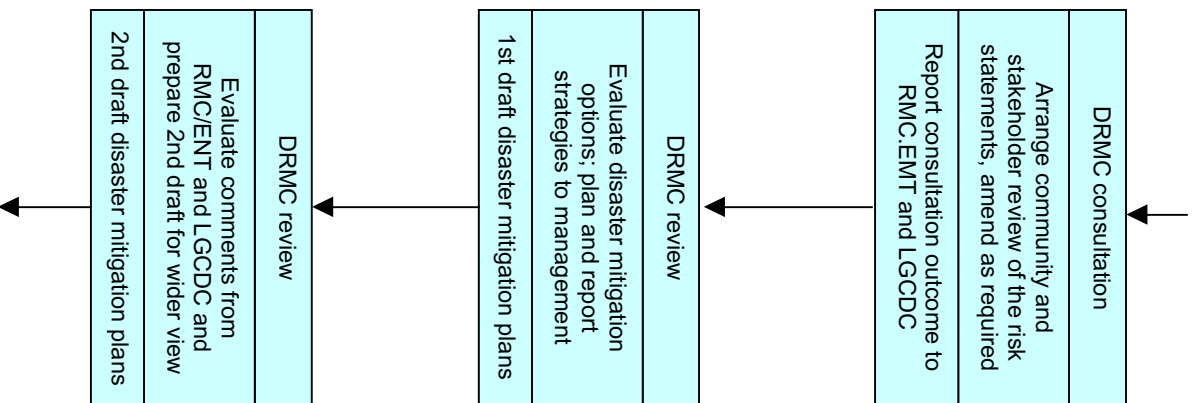 DRMC consultation
Arrange community and
stakeholder review of the risk
statements, amend as required
Report consultation outcome to
RMC.EMT and LGCDC
DRMC review
Evaluate disaster mitigation
options; plan and report
strategies to management
1st draft disaster mitigation plans
DRMC review
Evaluate comments from
RMC/ENT and LGCDC and
prepare 2nd draft for wider view
2nd draft disaster mitigation plans